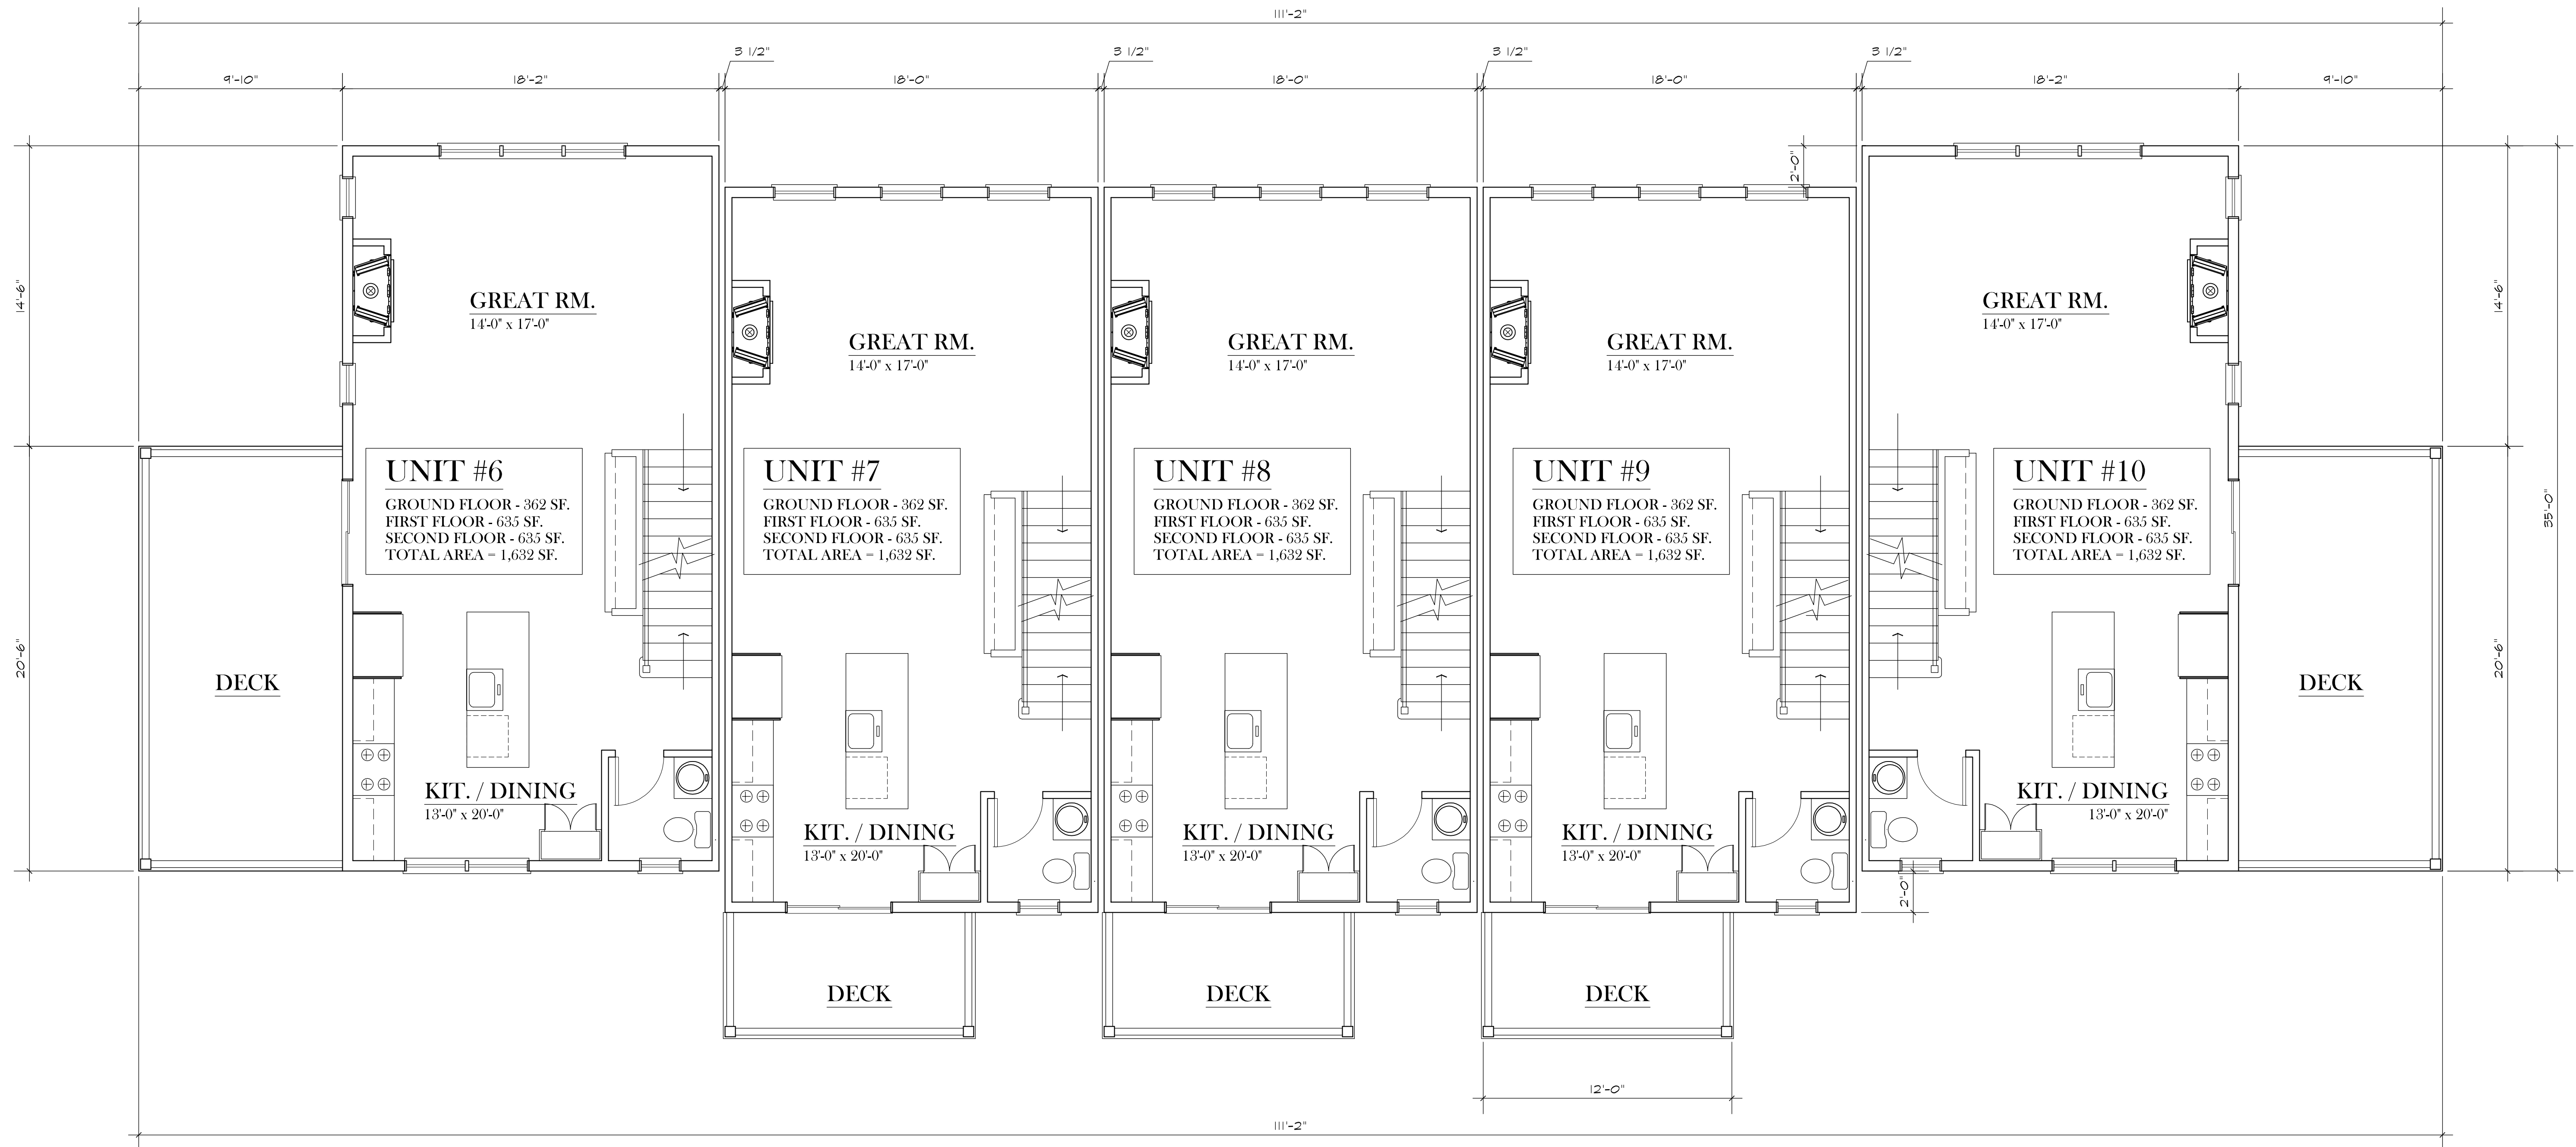 111'-2"
3 1/2"
3 1/2"
3 1/2"
3 1/2"
9'-10"
18'-2"
18'-0"
18'-0"
18'-0"
18'-2"
9'-10"
2'-0"
14'-6"
14'-6"
35'-0"
GREAT RM.
14'-0" x 17'-0"
GREAT RM.
14'-0" x 17'-0"
GREAT RM.
14'-0" x 17'-0"
GREAT RM.
14'-0" x 17'-0"
GREAT RM.
14'-0" x 17'-0"
UNIT #6
GROUND FLOOR - 362 SF.
FIRST FLOOR - 635 SF.
SECOND FLOOR - 635 SF.
TOTAL AREA = 1,632 SF.
UNIT #7
GROUND FLOOR - 362 SF.
FIRST FLOOR - 635 SF.
SECOND FLOOR - 635 SF.
TOTAL AREA = 1,632 SF.
UNIT #8
GROUND FLOOR - 362 SF.
FIRST FLOOR - 635 SF.
SECOND FLOOR - 635 SF.
TOTAL AREA = 1,632 SF.
UNIT #9
GROUND FLOOR - 362 SF.
FIRST FLOOR - 635 SF.
SECOND FLOOR - 635 SF.
TOTAL AREA = 1,632 SF.
UNIT #10
GROUND FLOOR - 362 SF.
FIRST FLOOR - 635 SF.
SECOND FLOOR - 635 SF.
TOTAL AREA = 1,632 SF.
20'-6"
20'-6"
DECK
DECK
KIT. / DINING
13'-0" x 20'-0"
KIT. / DINING
13'-0" x 20'-0"
KIT. / DINING
13'-0" x 20'-0"
KIT. / DINING
13'-0" x 20'-0"
KIT. / DINING
13'-0" x 20'-0"
2'-0"
DECK
DECK
DECK
12'-0"
111'-2"